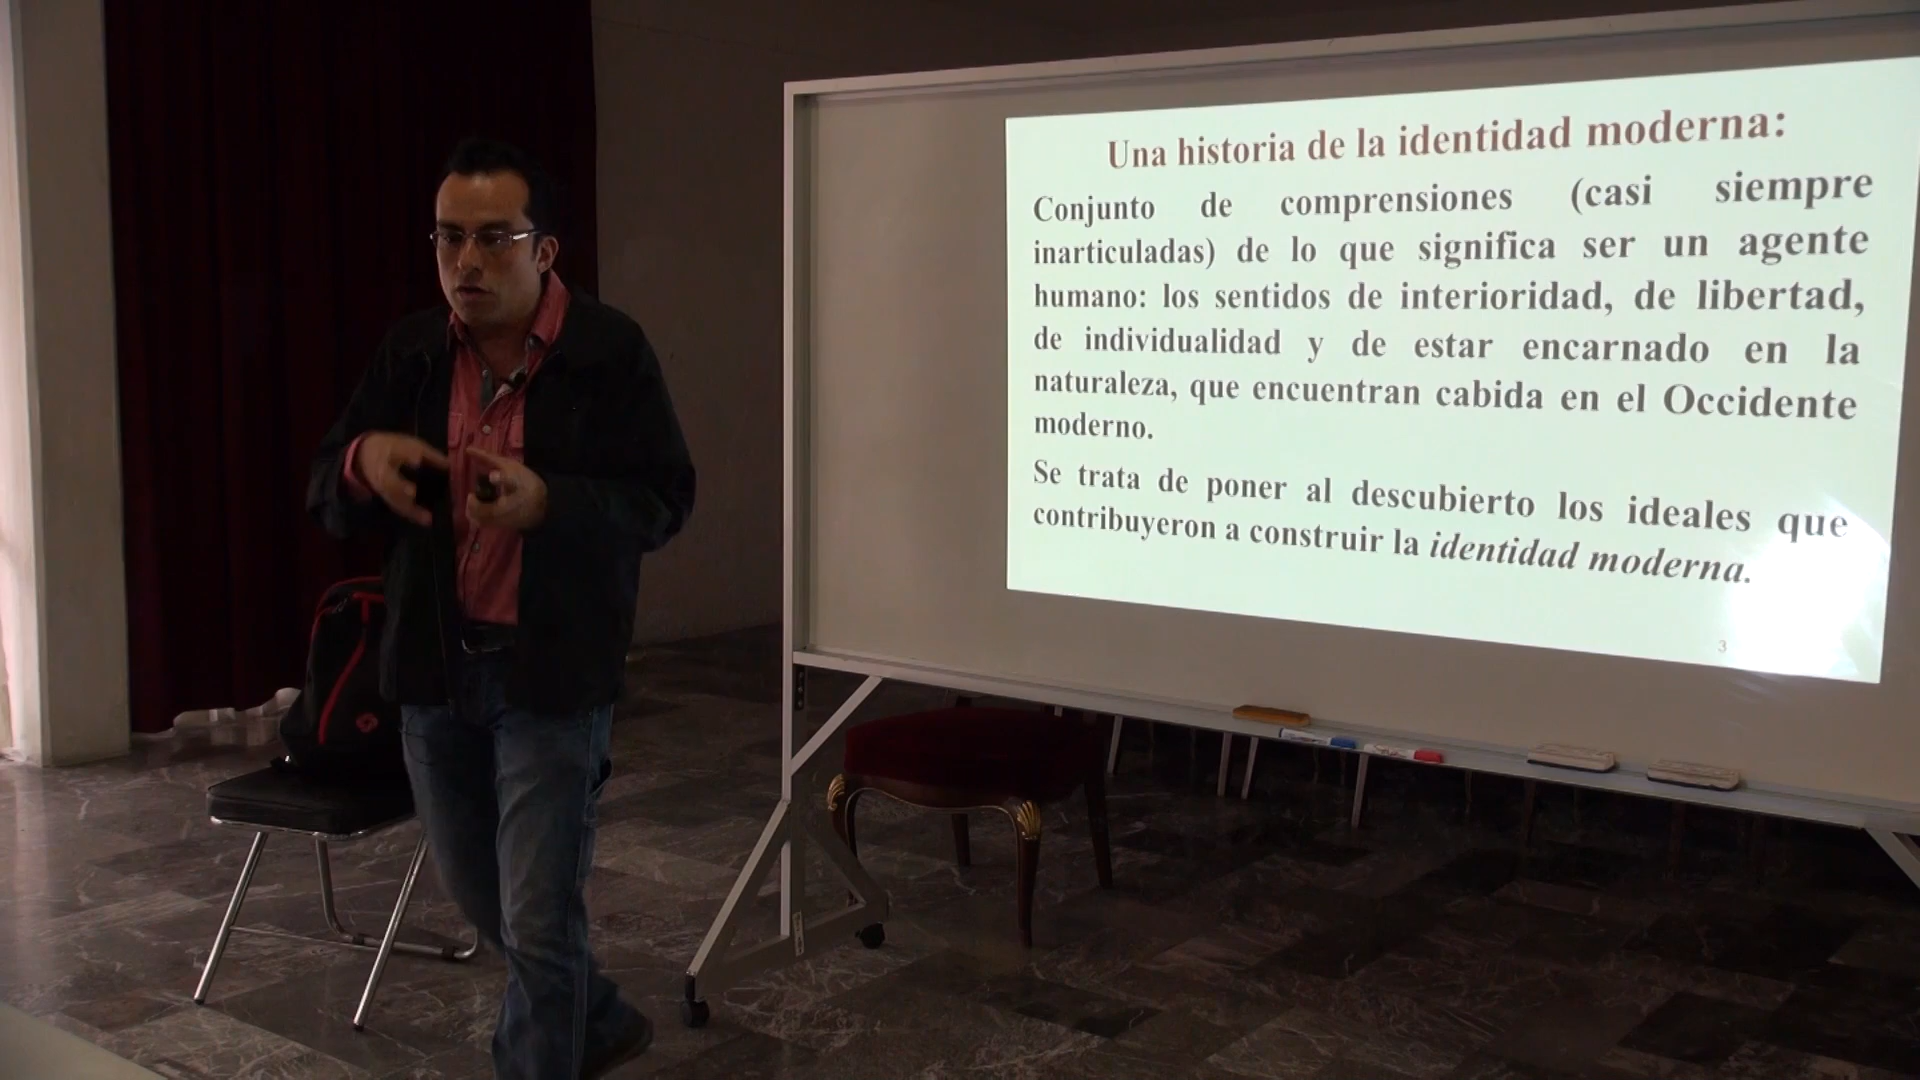 Una historia de la identidad moderna:
Conjunto de comprensiones (casi siempre
inarticuladas) de lo que significa ser un agente
humano: los sentidos de interioridad, de libertad,
de individualidad y de estar encarnado en la
naturaleza, que encuentran cabida en el Occidente
moderno.
Se trata de poner al descubierto los ideales que
contribuyeron a construir la identidad moderna.
3